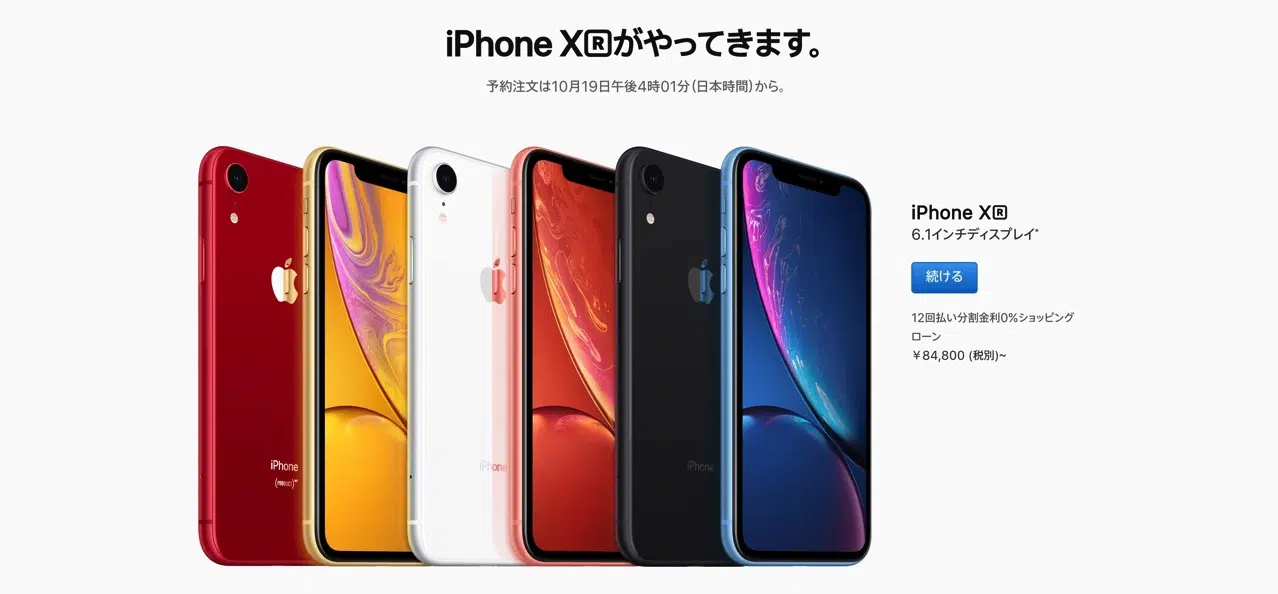 iPhone XRがやってきます。
予約注文は10月19日午後4時01分(日本時間)から。
iPhone XR
6.1インチディスプレイ*
続ける
12回払い分割金利0%ショッピング
ローン
￥84,800 (税別)~
iPhone
(PRODUCT)™
iPhone
iPhone